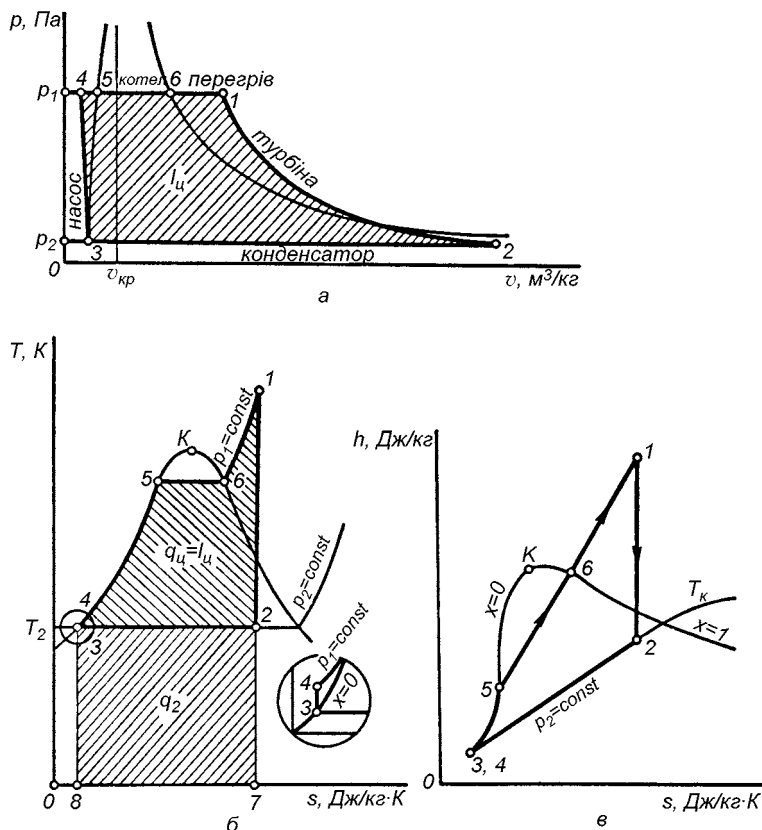 p, Па
4 5 котел 6 перегрів
p₁
1
турбіна
lц
насос
p₂
3
конденсатор
2
0
vкр
v, м³/кг
а
T, К
1
p₁=const
К
5
6
qц=lц
p₂=const
4
T₂
3
2
p₁=const
4
x=0
3
q₂
0 8
7
s, Дж/кг·К
б
h, Дж/кг
1
К
6
x=0
Tк
x=1
2
5
p₂=const
3, 4
0
s, Дж/кг·К
в